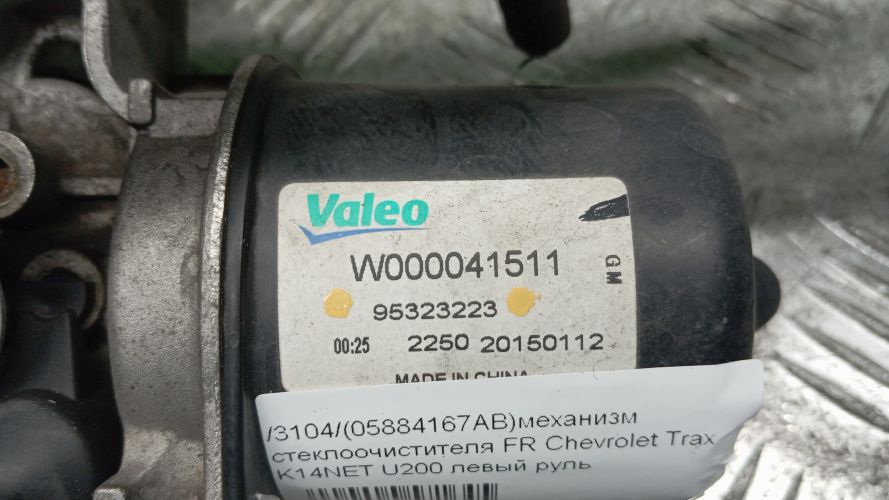 Valeo
W000041511
GM
95323223
00:25 2250 20150112
MADE IN CHINA
/3104/(05884167AB)механизм
стеклоочистителя FR Chevrolet Trax
K14NET U200 левый руль